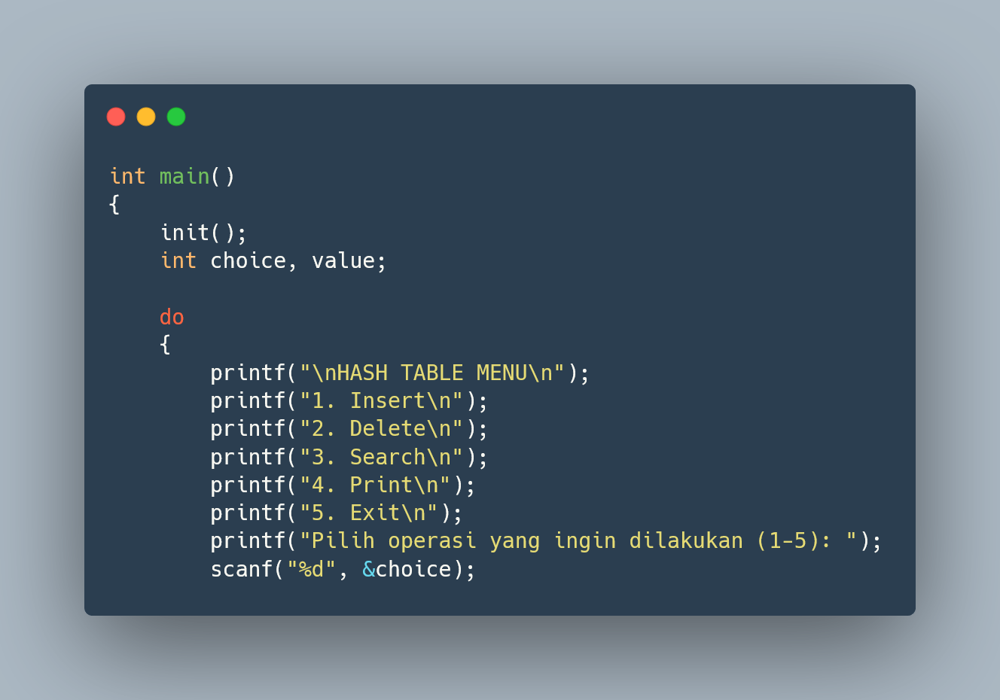 int main()
{
    init();
    int choice, value;

    do
    {
        printf("\nHASH TABLE MENU\n");
        printf("1. Insert\n");
        printf("2. Delete\n");
        printf("3. Search\n");
        printf("4. Print\n");
        printf("5. Exit\n");
        printf("Pilih operasi yang ingin dilakukan (1-5): ");
        scanf("%d", &choice);